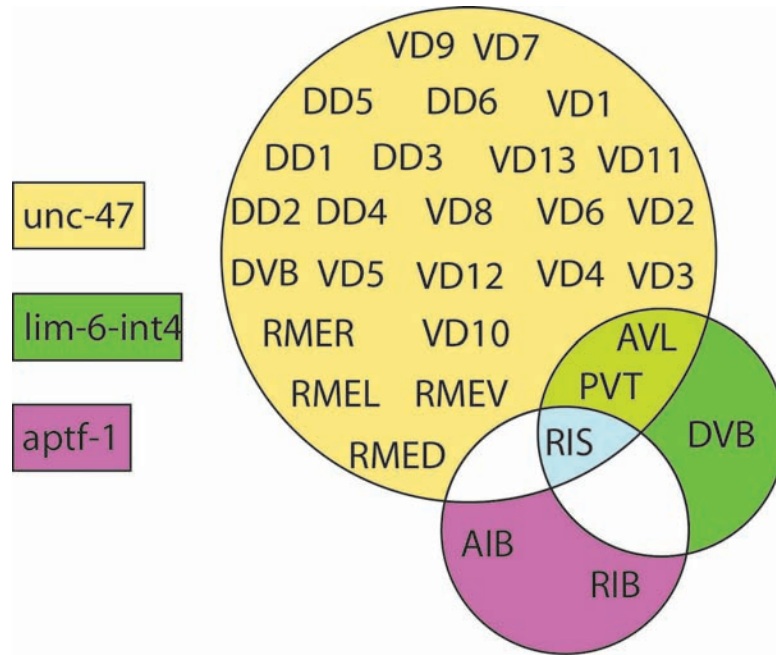 VD9 VD7
DD5 DD6 VD1
DD1 DD3 VD13 VD11
unc-47
DD2 DD4 VD8 VD6 VD2
DVB VD5 VD12 VD4 VD3
lim-6-int4
RMER VD10 AVL
RMEL RMEV PVT
aptf-1
RMED RIS DVB
AIB
RIB